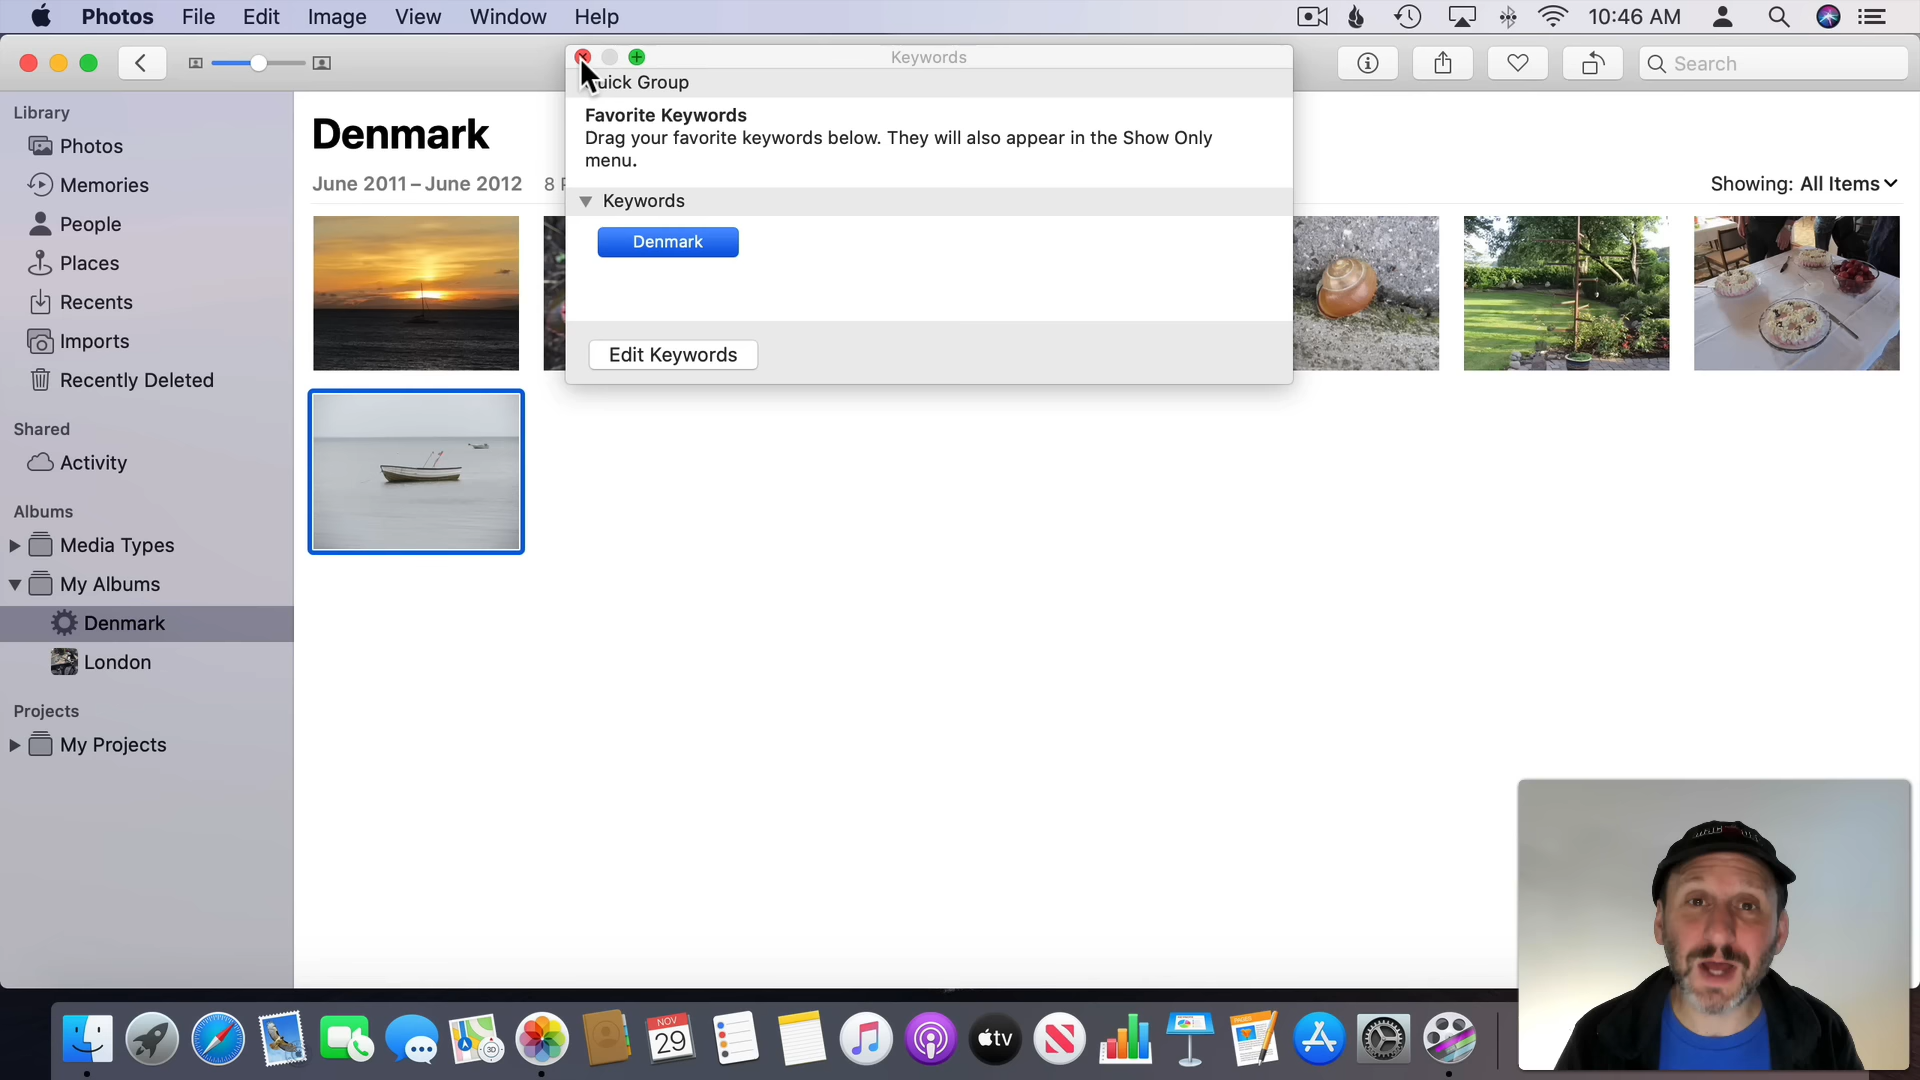 Photos File Edit Image View Window Help 10:46 AM
Keywords
Search
uick Group
Favorite Keywords
Drag your favorite keywords below. They will also appear in the Show Only
menu.
Keywords
Denmark
Edit Keywords
Library
Photos
Memories
People
Places
Recents
Imports
Recently Deleted
Shared
Activity
Albums
Media Types
My Albums
Denmark
London
Projects
My Projects
Denmark
June 2011 – June 2012 8
Showing: All Items
NOV
29
tv
3D